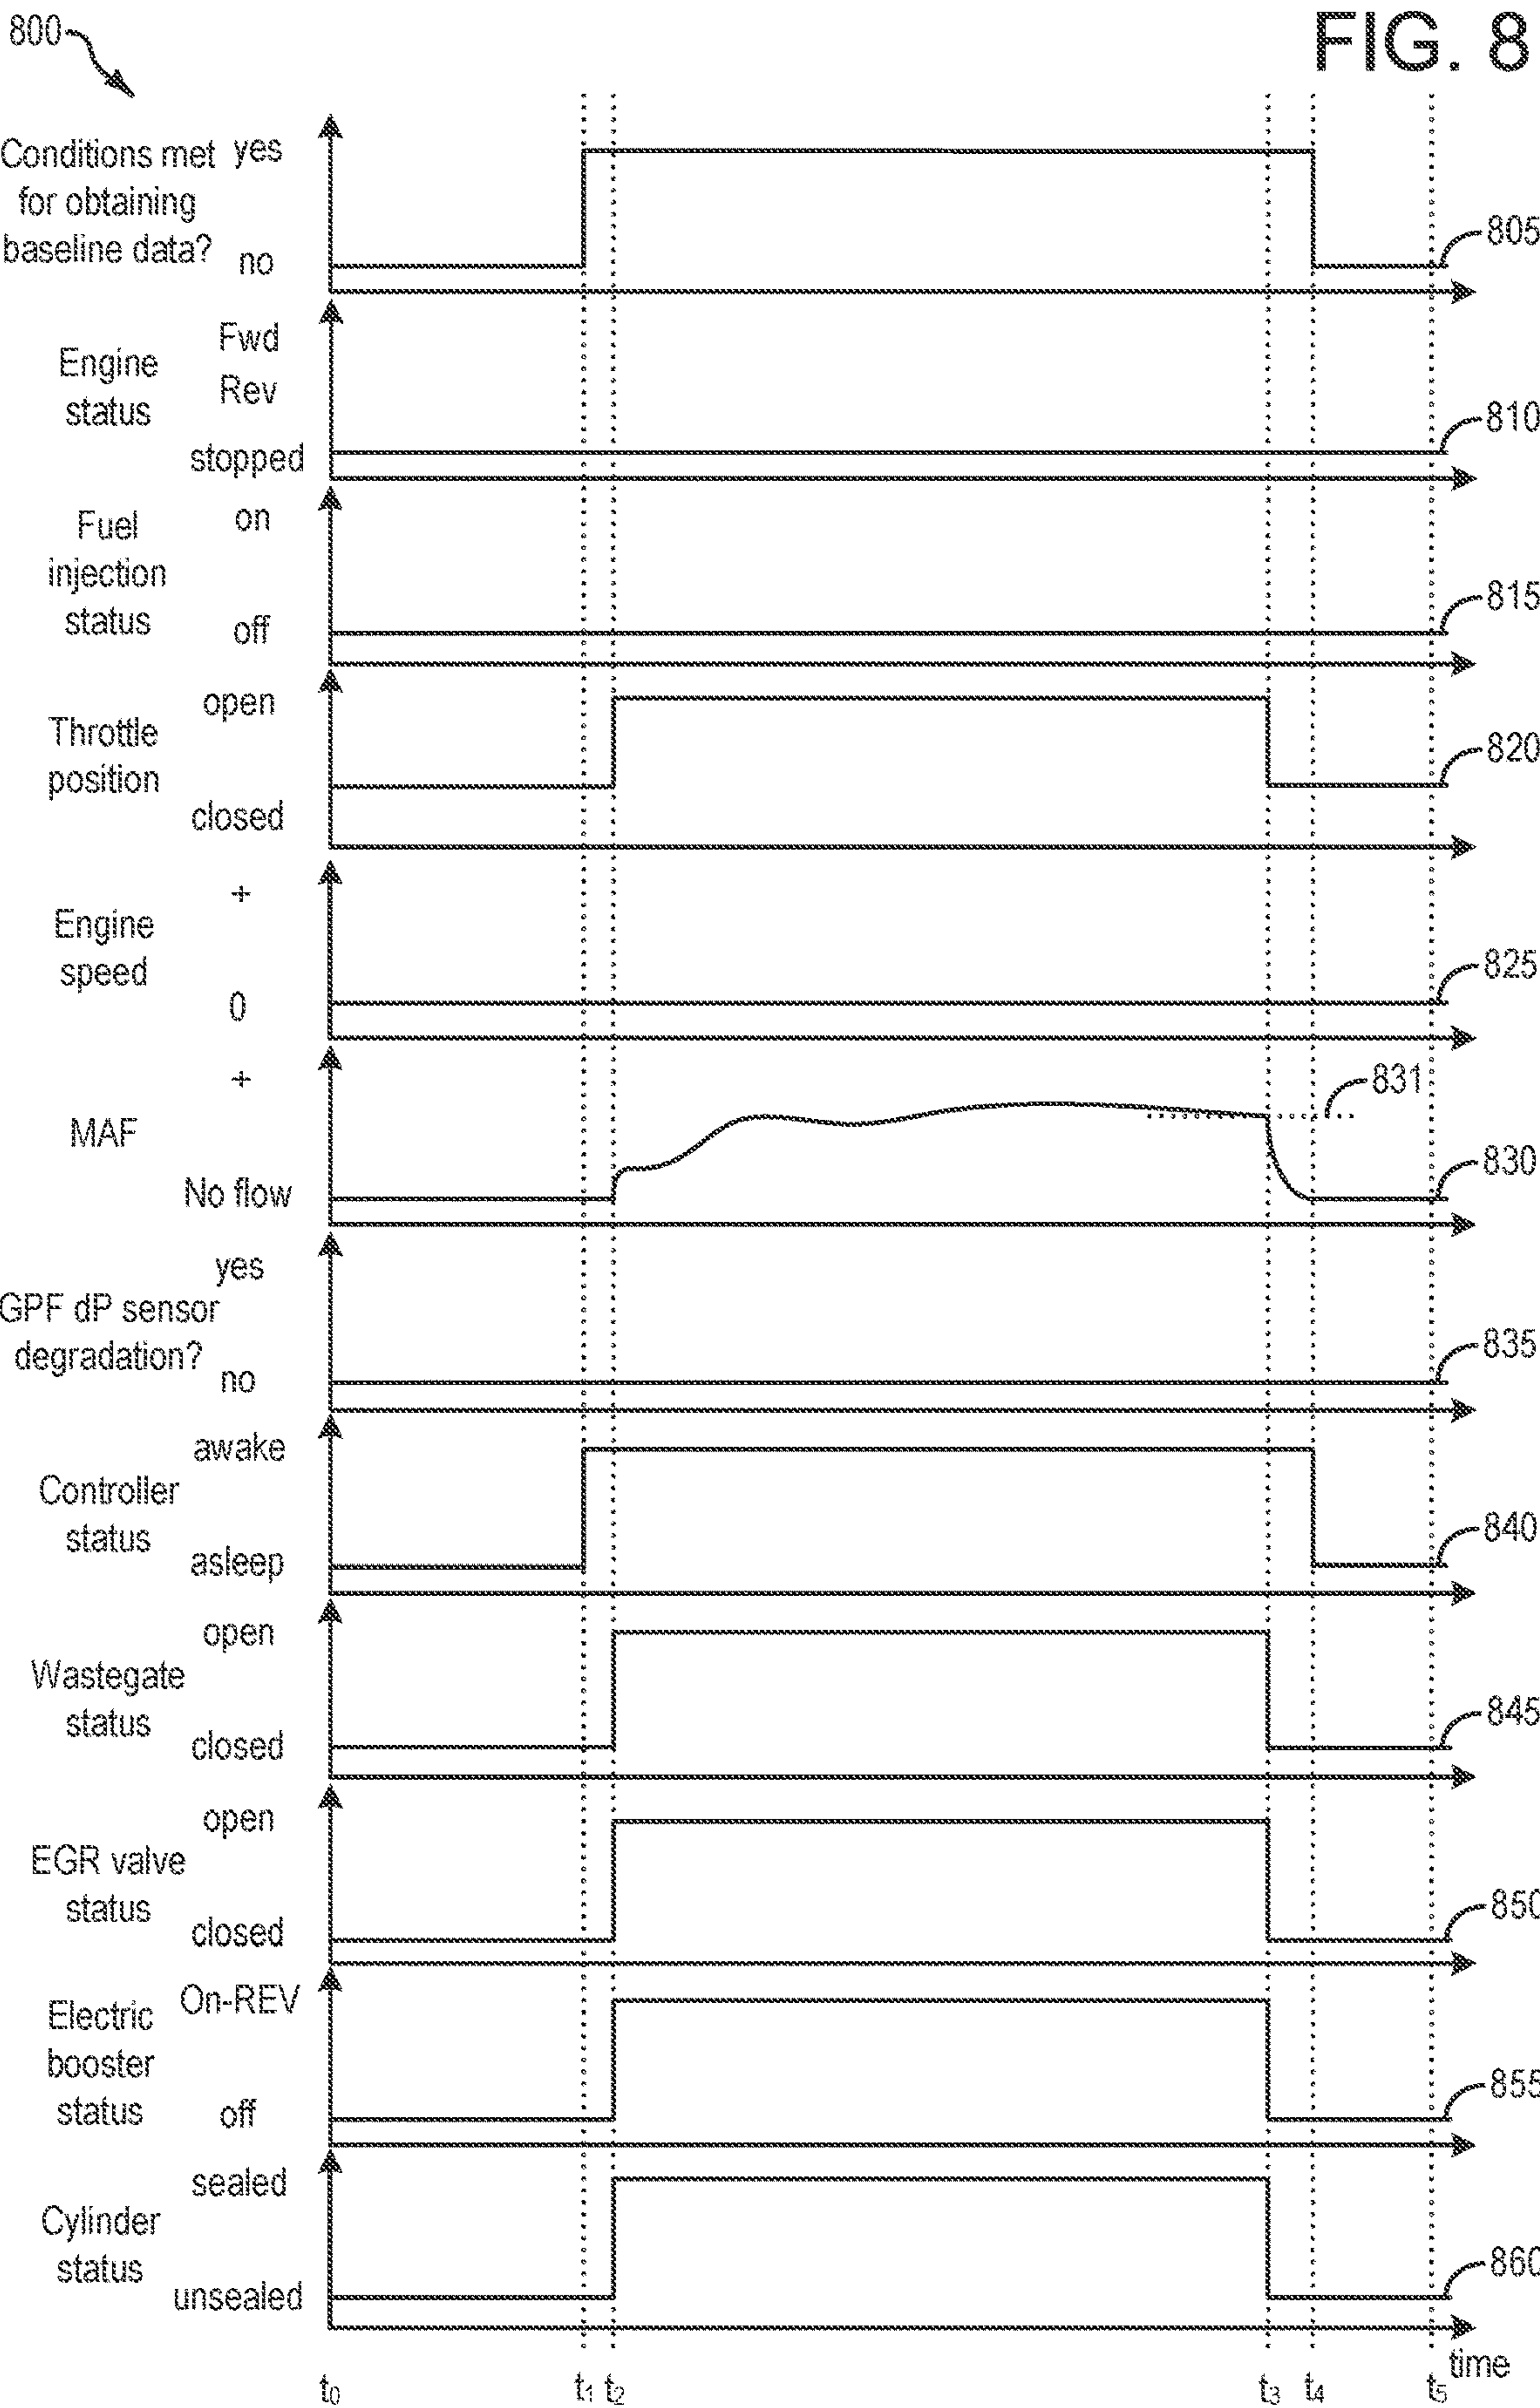 800
FIG. 8
Conditions met
for obtaining
baseline data?
yes
no
805
Engine
status
Fwd
Rev
stopped
810
Fuel
injection
status
on
off
815
Throttle
position
open
closed
820
Engine
speed
+
0
825
MAF
+
No flow
831
830
GPF dP sensor
degradation?
yes
no
835
Controller
status
awake
asleep
840
Wastegate
status
open
closed
845
EGR valve
status
open
closed
850
Electric
booster
status
On-REV
off
855
Cylinder
status
sealed
unsealed
860
time
t0 t1 t2 t3 t4 t5